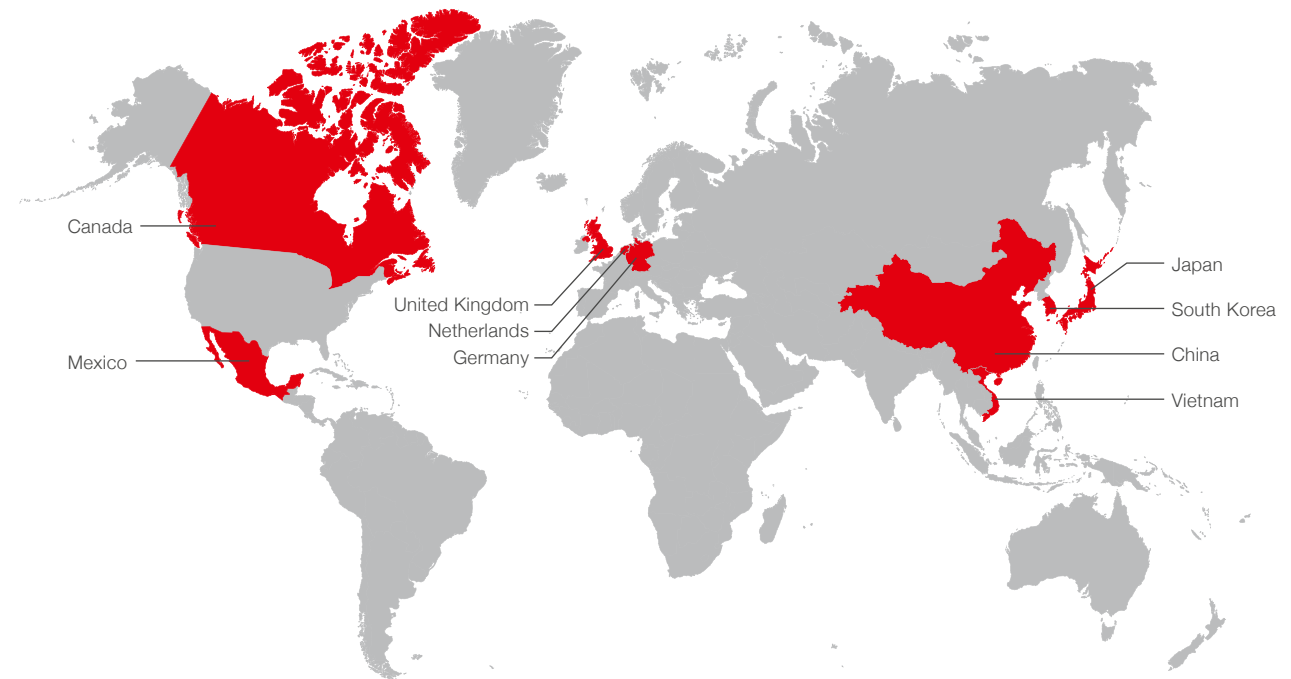 Canada
Mexico
United Kingdom
Netherlands
Germany
Japan
South Korea
China
Vietnam